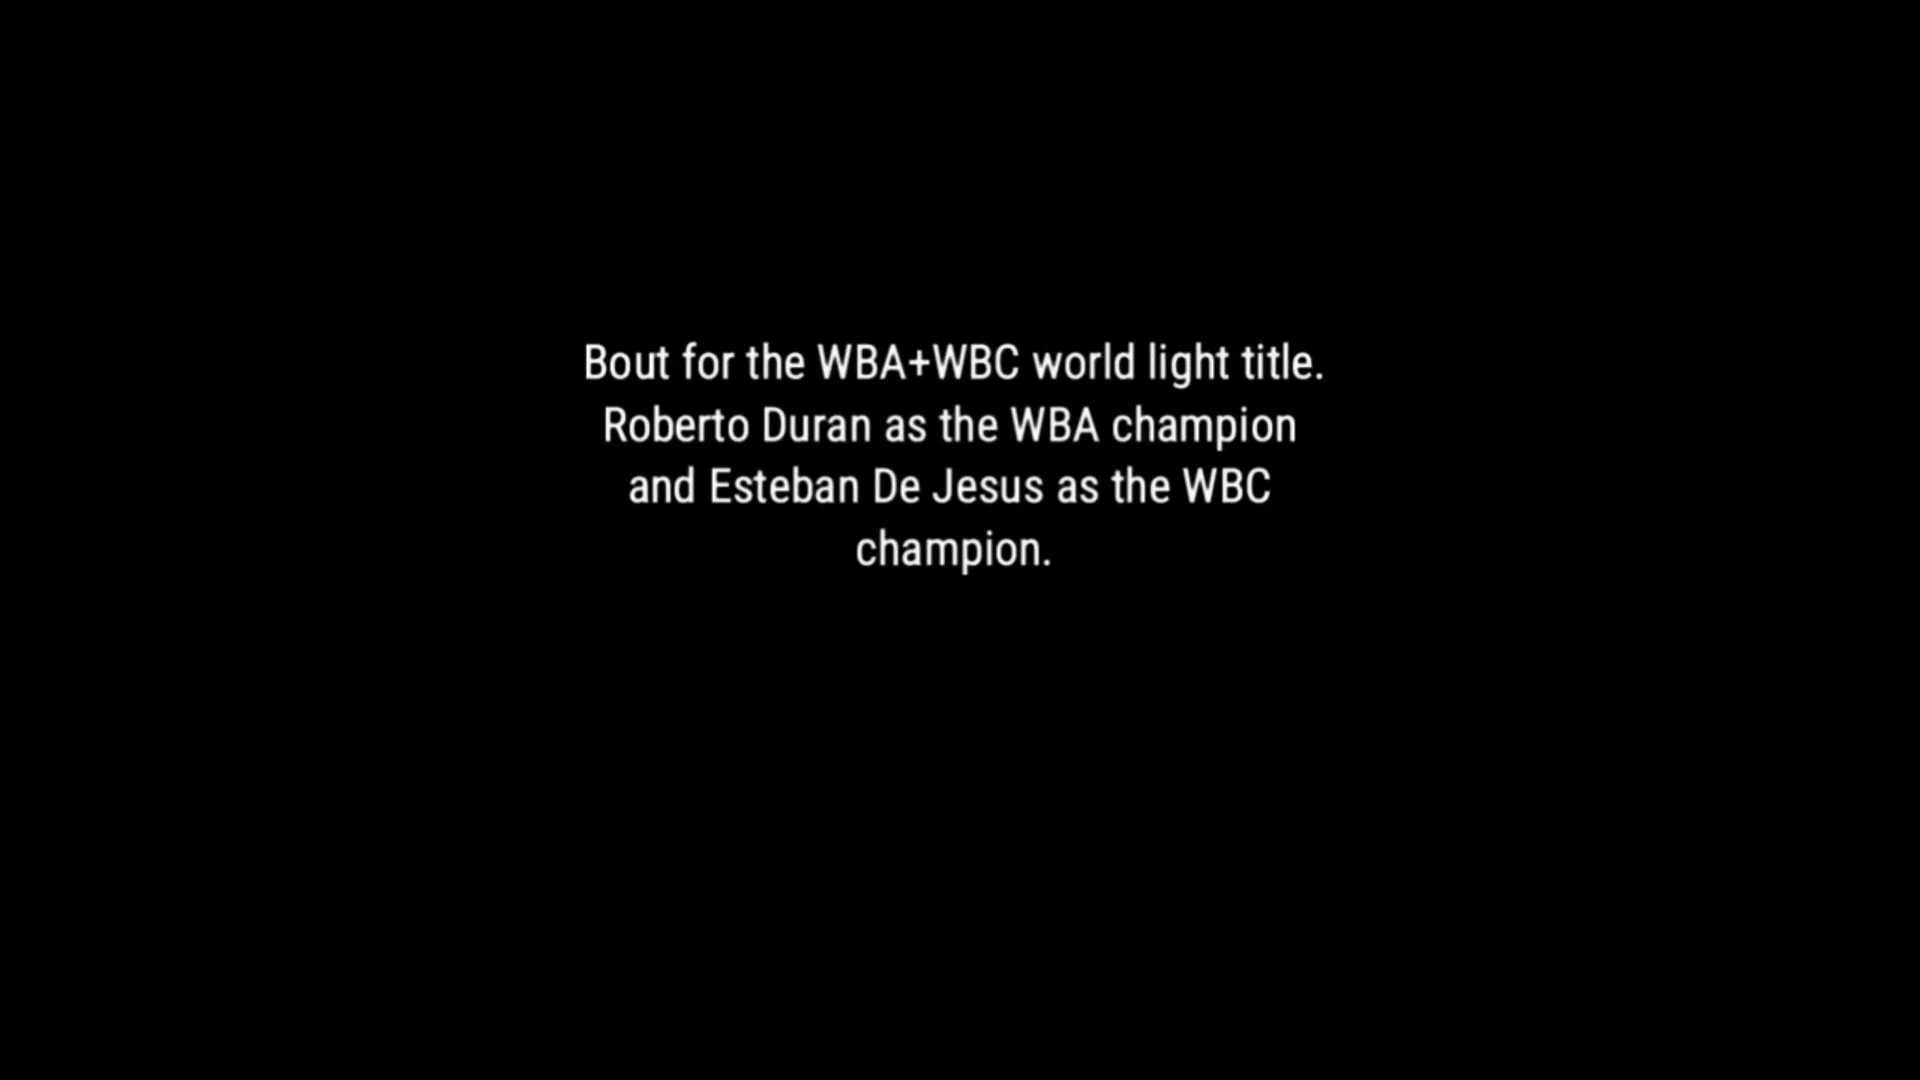 Bout for the WBA+WBC world light title.
Roberto Duran as the WBA champion
and Esteban De Jesus as the WBC
champion.